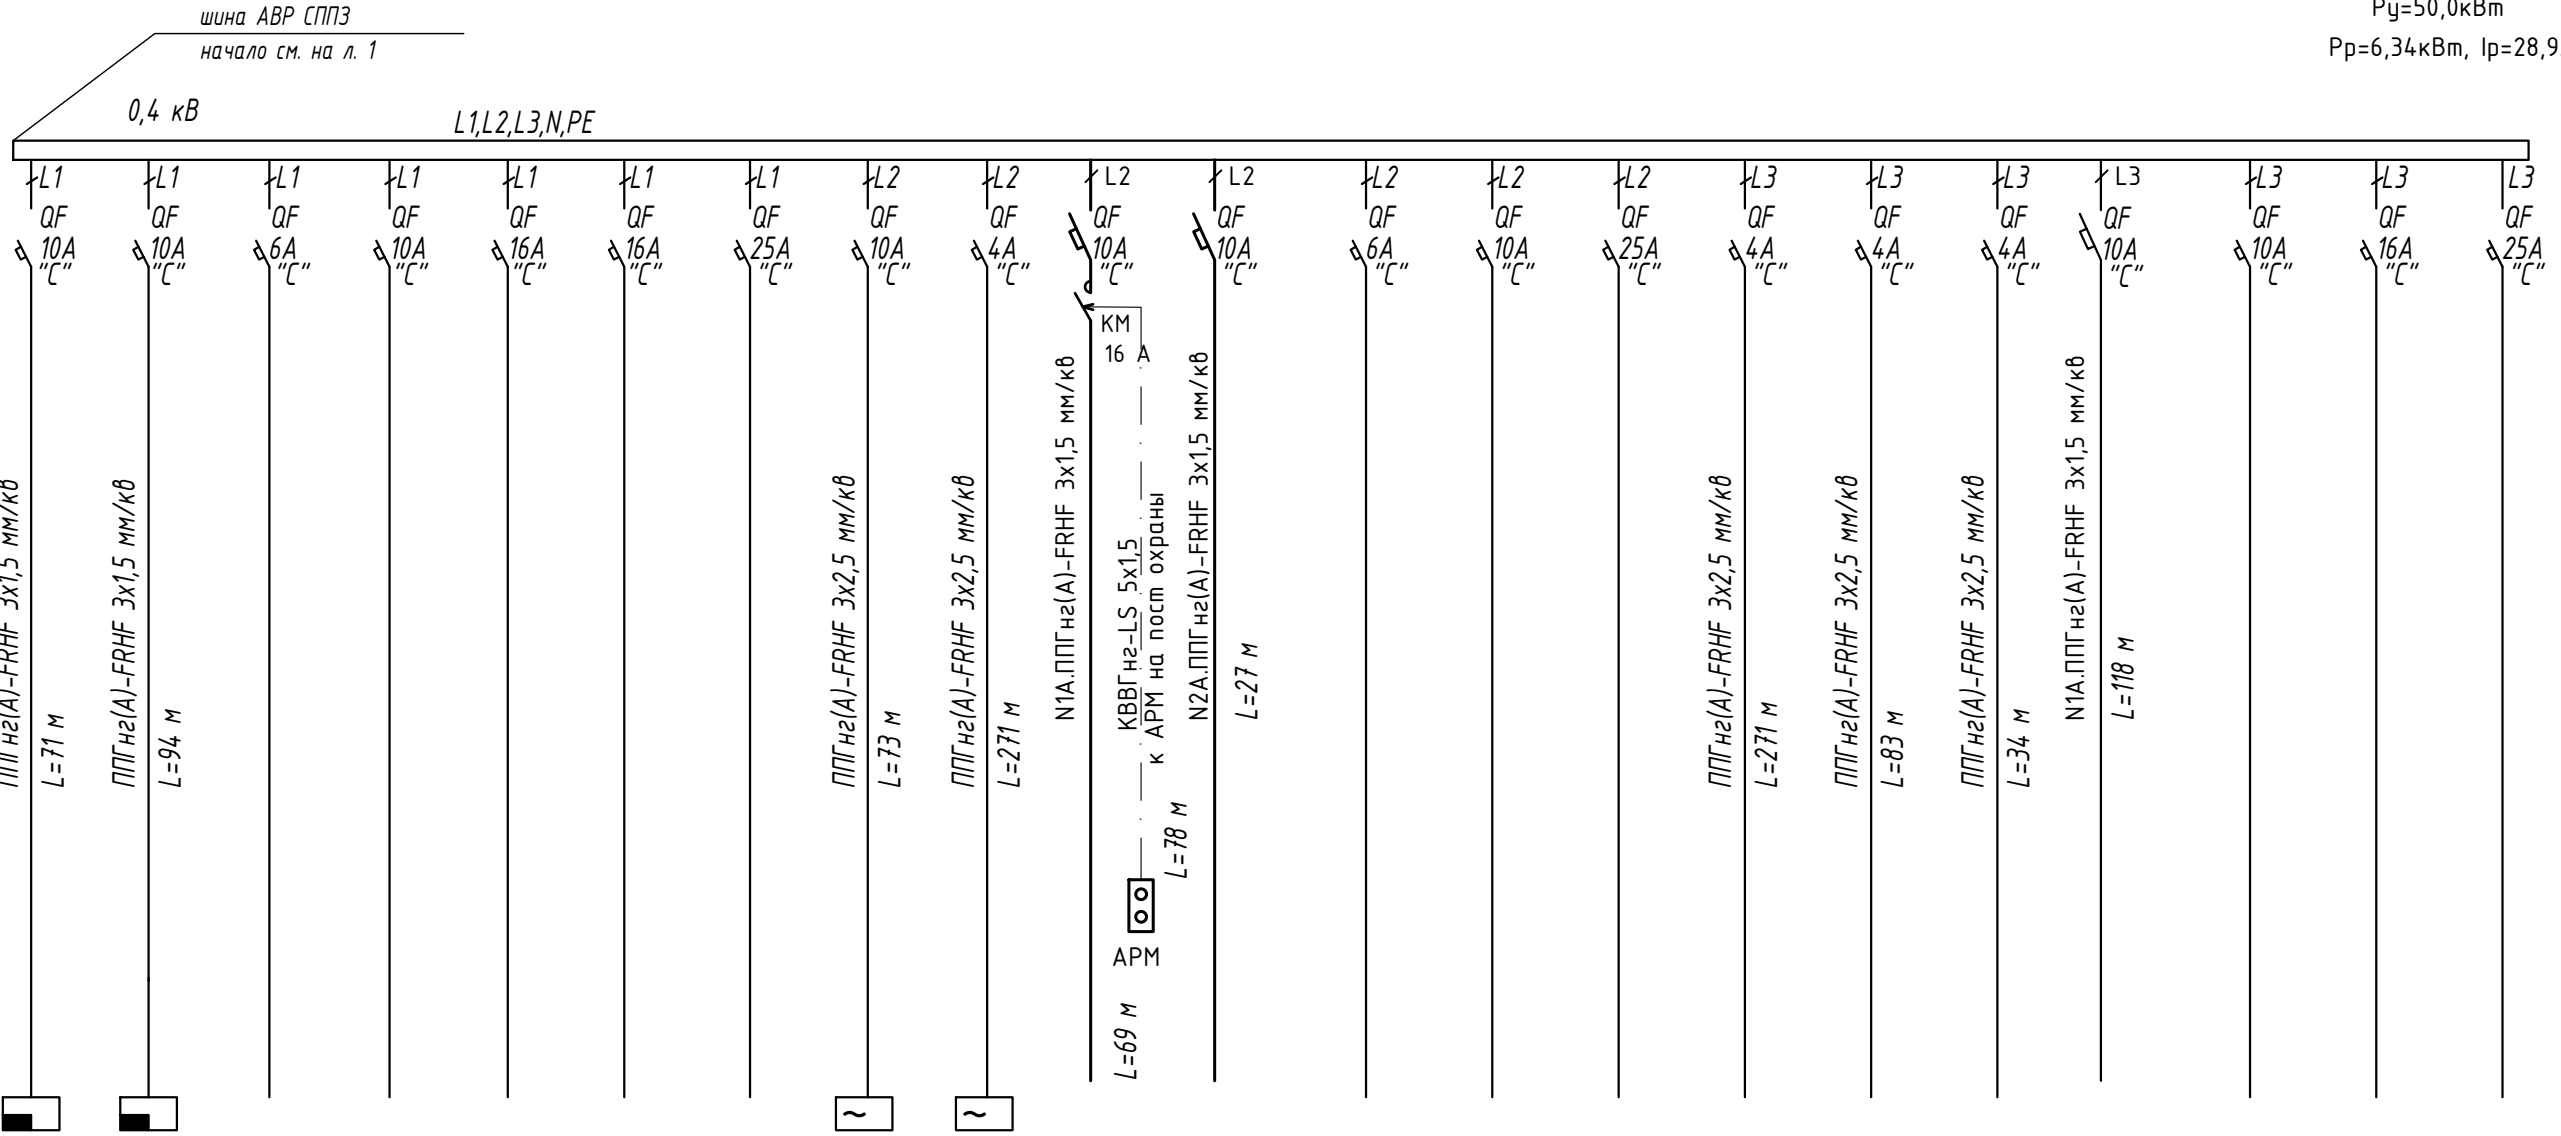 шина АВР СППЗ
начало см. на л. 1
Ру=50,0кВт
Рр=6,34кВт, Iр=28,9
0,4 кВ
L1,L2,L3,N,PE
L1
QF
10А
"С"
ППГнг(А)-FRHF 3х1,5 мм/кв
L=71 м
L1
QF
10А
"С"
ППГнг(А)-FRHF 3х1,5 мм/кв
L=94 м
L1
QF
6А
"С"
L1
QF
10А
"С"
L1
QF
16А
"С"
L1
QF
16А
"С"
L1
QF
25А
"С"
L2
QF
10А
"С"
ППГнг(А)-FRHF 3х2,5 мм/кв
L=73 м
L2
QF
4А
"С"
ППГнг(А)-FRHF 3х2,5 мм/кв
L=271 м
L2
QF
10А
"С"
КМ
16 А
N1А.ППГнг(А)-FRHF 3х1,5 мм/кв
L=69 м
КВВГнг-LS 5х1,5
к АРМ на пост охраны
L=78 м
АРМ
L2
QF
10А
"С"
N2А.ППГнг(А)-FRHF 3х1,5 мм/кв
L=27 м
L2
QF
6А
"С"
L2
QF
10А
"С"
L2
QF
25А
"С"
L3
QF
4А
"С"
ППГнг(А)-FRHF 3х2,5 мм/кв
L=271 м
L3
QF
4А
"С"
ППГнг(А)-FRHF 3х2,5 мм/кв
L=83 м
L3
QF
4А
"С"
ППГнг(А)-FRHF 3х2,5 мм/кв
L=34 м
L3
QF
10А
"С"
N1А.ППГнг(А)-FRHF 3х1,5 мм/кв
L=118 м
L3
QF
10А
"С"
L3
QF
16А
"С"
L3
QF
25А
"С"